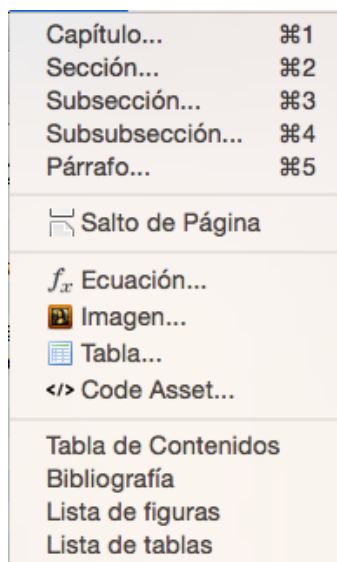 Capítulo... ⌘1
Sección... ⌘2
Subsección... ⌘3
Subsubsección... ⌘4
Párrafo... ⌘5
Salto de Página
fx Ecuación...
Imagen...
Tabla...
</> Code Asset...
Tabla de Contenidos
Bibliografía
Lista de figuras
Lista de tablas